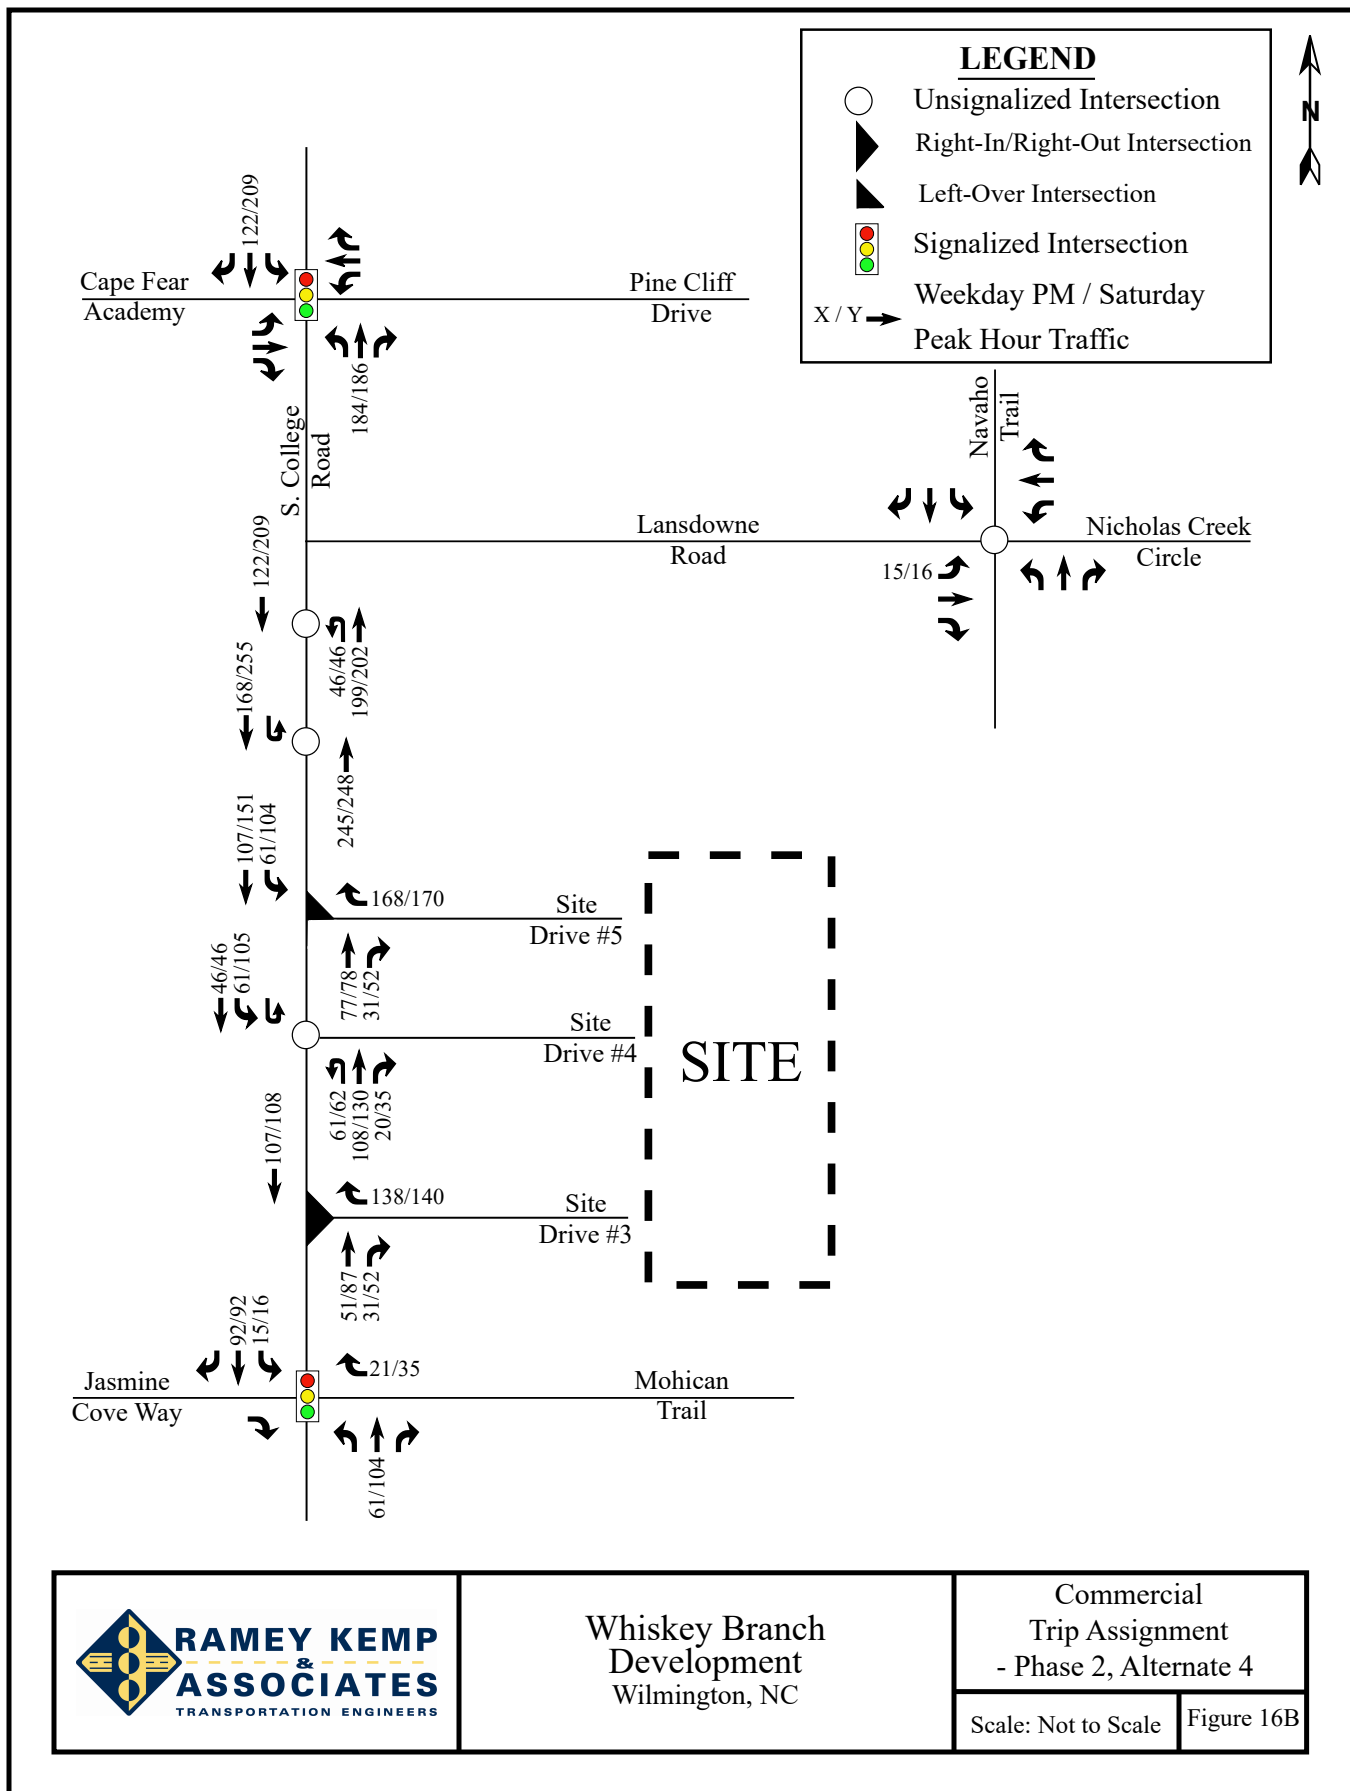 LEGEND
Unsignalized Intersection
Right-In/Right-Out Intersection
Left-Over Intersection
Signalized Intersection
X / Y
Weekday PM / Saturday
Peak Hour Traffic
N
122/209
Cape Fear
Academy
Pine Cliff
Drive
184/186
S. College
Road
Navaho
Trail
Lansdowne
Road
Nicholas Creek
Circle
15/16
122/209
46/46
199/202
168/255
245/248
107/151
61/104
168/170
Site
Drive #5
77/78
31/52
46/46
61/105
Site
Drive #4
61/62
108/130
20/35
SITE
107/108
138/140
Site
Drive #3
51/87
31/52
92/92
15/16
21/35
Jasmine
Cove Way
Mohican
Trail
61/104
RAMEY KEMP
&
ASSOCIATES
TRANSPORTATION ENGINEERS
Whiskey Branch
Development
Wilmington, NC
Commercial
Trip Assignment
- Phase 2, Alternate 4
Scale: Not to Scale
Figure 16B